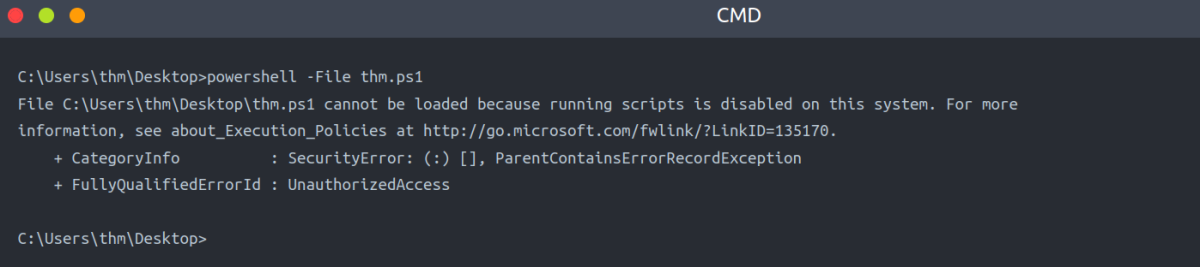 CMD
C:\Users\thm\Desktop>powershell -File thm.ps1
File C:\Users\thm\Desktop\thm.ps1 cannot be loaded because running scripts is disabled on this system. For more
information, see about_Execution_Policies at http://go.microsoft.com/fwlink/?LinkID=135170.
    + CategoryInfo          : SecurityError: (:) [], ParentContainsErrorRecordException
    + FullyQualifiedErrorId : UnauthorizedAccess
C:\Users\thm\Desktop>